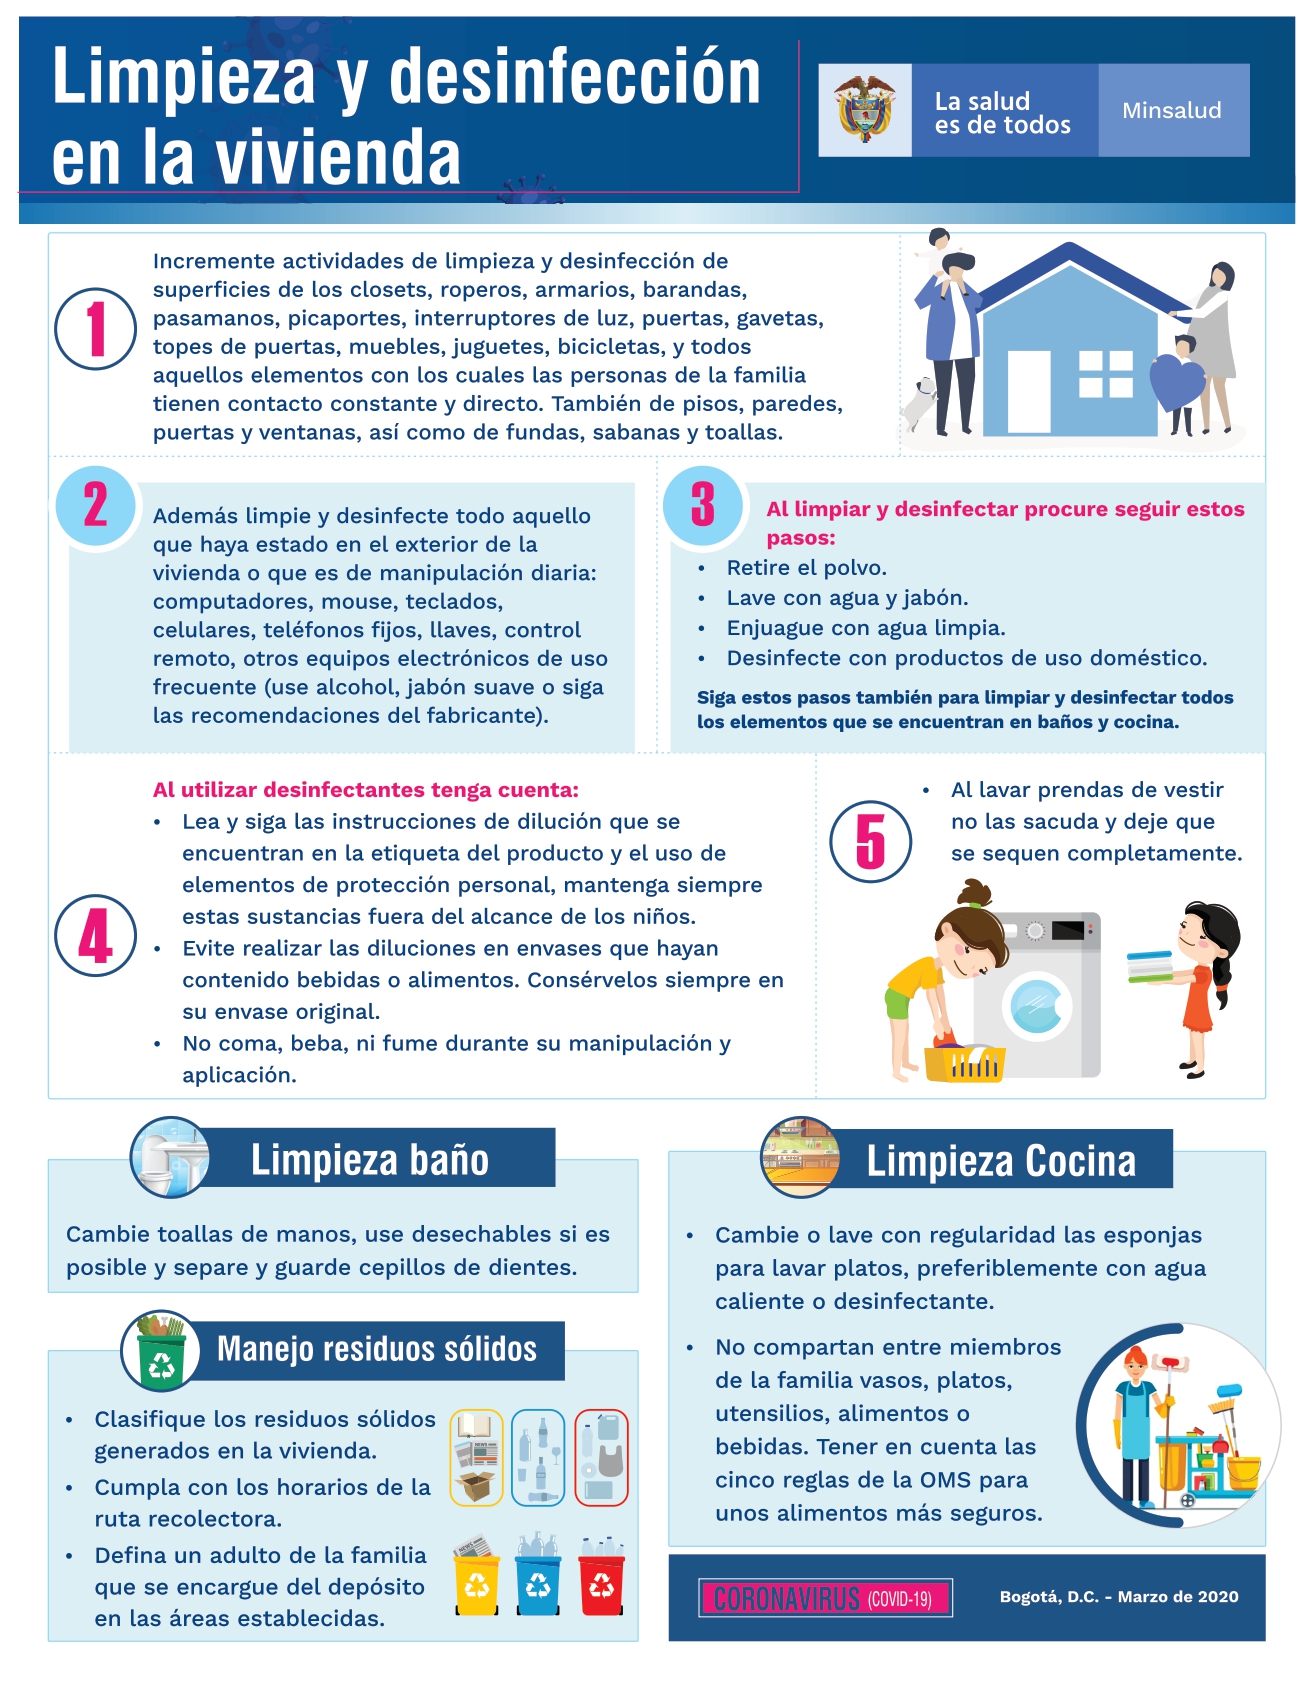 Limpieza y desinfección
en la vivienda
La salud
es de todos
Minsalud
1
Incremente actividades de limpieza y desinfección de
superficies de los closets, roperos, armarios, barandas,
pasamanos, picaportes, interruptores de luz, puertas, gavetas,
topes de puertas, muebles, juguetes, bicicletas, y todos
aquellos elementos con los cuales las personas de la familia
tienen contacto constante y directo. También de pisos, paredes,
puertas y ventanas, así como de fundas, sabanas y toallas.
2
Además limpie y desinfecte todo aquello
que haya estado en el exterior de la
vivienda o que es de manipulación diaria:
computadores, mouse, teclados,
celulares, teléfonos fijos, llaves, control
remoto, otros equipos electrónicos de uso
frecuente (use alcohol, jabón suave o siga
las recomendaciones del fabricante).
3
Al limpiar y desinfectar procure seguir estos
pasos:
• Retire el polvo.
• Lave con agua y jabón.
• Enjuague con agua limpia.
• Desinfecte con productos de uso doméstico.
Siga estos pasos también para limpiar y desinfectar todos
los elementos que se encuentran en baños y cocina.
4
Al utilizar desinfectantes tenga cuenta:
• Lea y siga las instrucciones de dilución que se
encuentran en la etiqueta del producto y el uso de
elementos de protección personal, mantenga siempre
estas sustancias fuera del alcance de los niños.
• Evite realizar las diluciones en envases que hayan
contenido bebidas o alimentos. Consérvelos siempre en
su envase original.
• No coma, beba, ni fume durante su manipulación y
aplicación.
5
• Al lavar prendas de vestir
no las sacuda y deje que
se sequen completamente.
Limpieza baño
Cambie toallas de manos, use desechables si es
posible y separe y guarde cepillos de dientes.
Manejo residuos sólidos
• Clasifique los residuos sólidos
generados en la vivienda.
• Cumpla con los horarios de la
ruta recolectora.
• Defina un adulto de la familia
que se encargue del depósito
en las áreas establecidas.
NEWS
NEWS
Limpieza Cocina
• Cambie o lave con regularidad las esponjas
para lavar platos, preferiblemente con agua
caliente o desinfectante.
• No compartan entre miembros
de la familia vasos, platos,
utensilios, alimentos o
bebidas. Tener en cuenta las
cinco reglas de la OMS para
unos alimentos más seguros.
CORONAVIRUS (COVID-19)
Bogotá, D.C. - Marzo de 2020